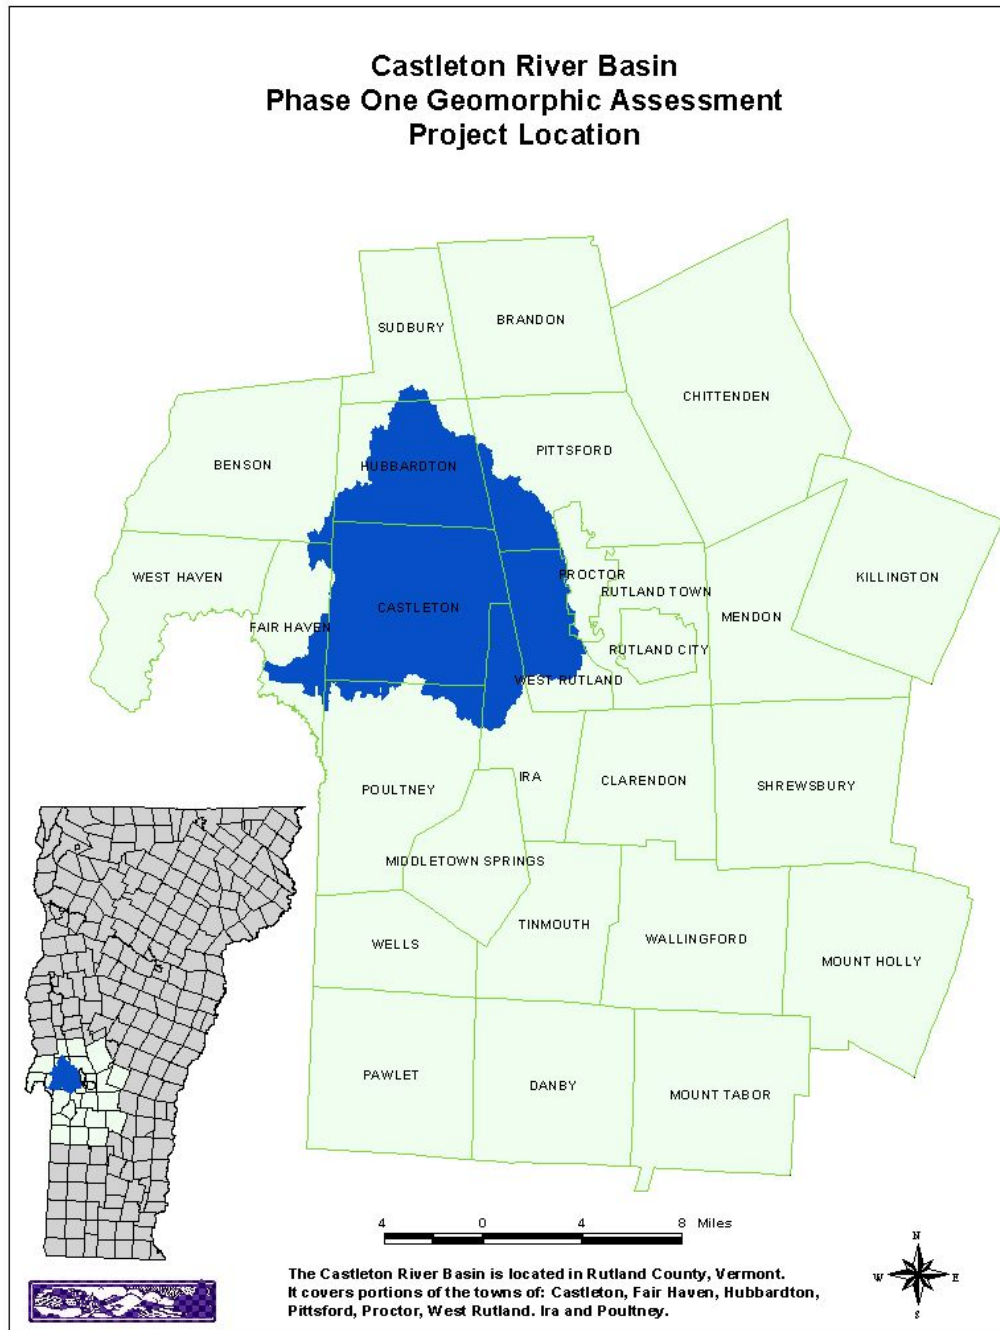 Castleton River Basin
Phase One Geomorphic Assessment
Project Location
SUDBURY
BRANDON
CHITTENDEN
BENSON
HUBBARDTON
PITTSFORD
WEST HAVEN
FAIR HAVEN
CASTLETON
PROCTOR
RUTLAND TOWN
KILLINGTON
MENDON
RUTLAND CITY
WEST RUTLAND
POULTNEY
IRA
CLARENDON
SHREWSBURY
MIDDLETOWN SPRINGS
WELLS
TINMOUTH
WALLINGFORD
MOUNT HOLLY
PAWLET
DANBY
MOUNT TABOR
4 0 4 8 Miles
N
W E
S
The Castleton River Basin is located in Rutland County, Vermont.
It covers portions of the towns of: Castleton, Fair Haven, Hubbardton,
Pittsford, Proctor, West Rutland. Ira and Poultney.